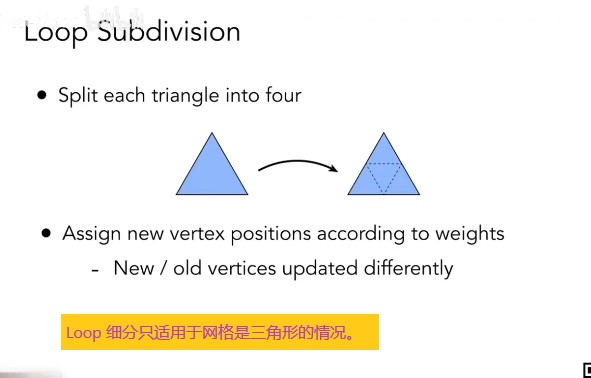 Loop Subdivision
● Split each triangle into four
● Assign new vertex positions according to weights
- New / old vertices updated differently
Loop 细分只适用于网格是三角形的情况。